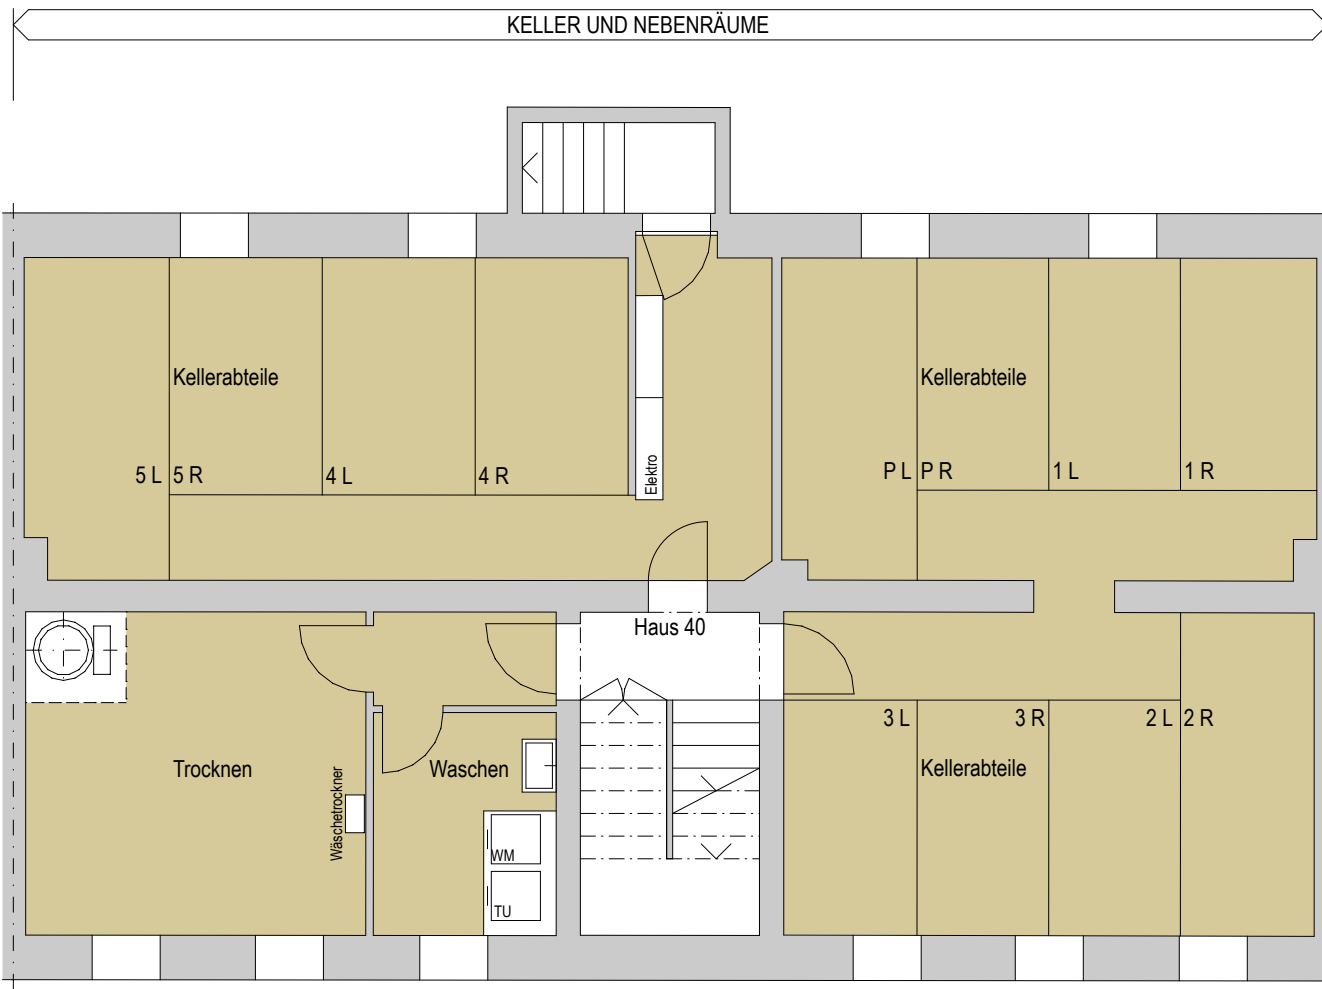 KELLER UND NEBENRÄUME
Kellerabteile
Kellerabteile
5 L
5 R
4 L
4 R
Elektro
P L
P R
1 L
1 R
Haus 40
3 L
3 R
2 L
2 R
Trocknen
Wäschetrockner
Waschen
Kellerabteile
WM
TU